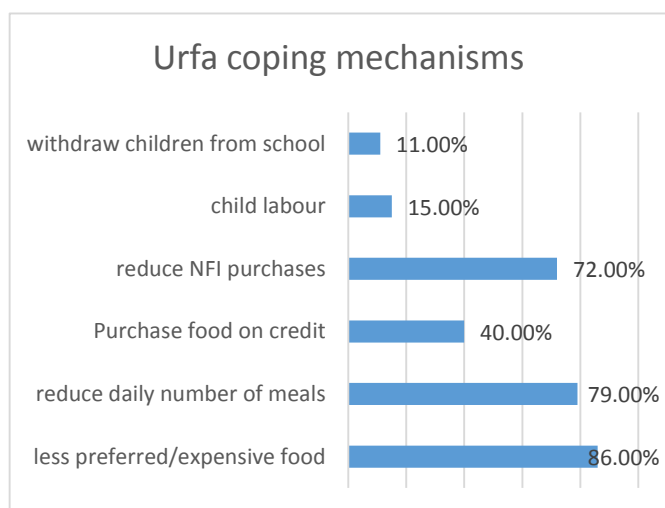 Urfa coping mechanisms
withdraw children from school 11.00%
child labour 15.00%
reduce NFI purchases 72.00%
Purchase food on credit 40.00%
reduce daily number of meals 79.00%
less preferred/expensive food 86.00%